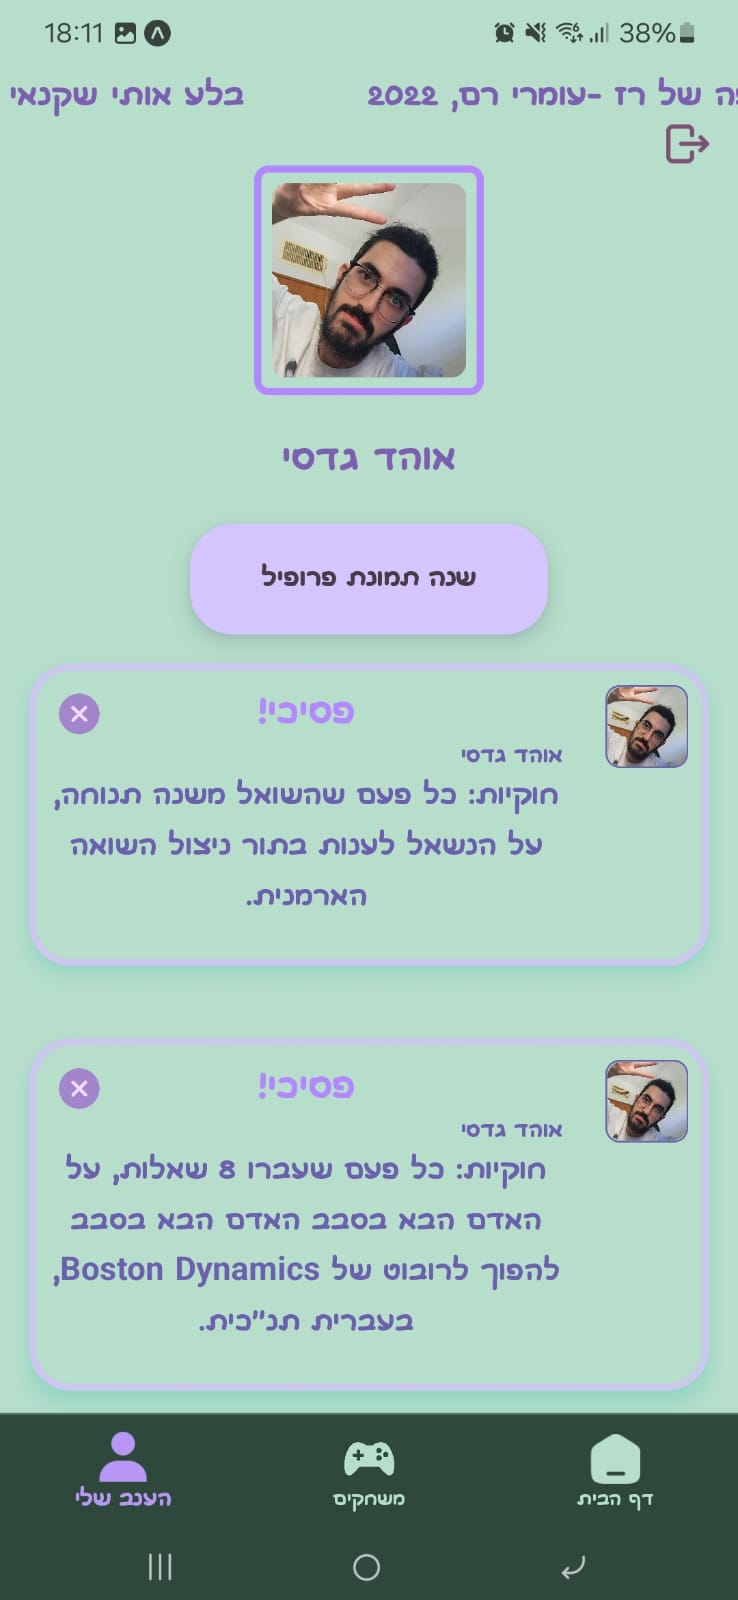 18:11 38%
בלע אותי שקנאי
של רז -עומרי רם, 2022
אוהד גדסי
שנה תמונת פרופיל
פסיכי!
אוהד גדסי
חוקיות: כל פעם שהשואל משנה תנוחה,
על הנשאל לענות בתור ניצול השואה
הארמנית.
פסיכי!
אוהד גדסי
חוקיות: כל פעם שעברו 8 שאלות, על
האדם הבא בסבב האדם הבא בסבב
להפוך לרובוט של Boston Dynamics,
בעברית תנ"כית.
דף הבית
משחקים
הענב שלי